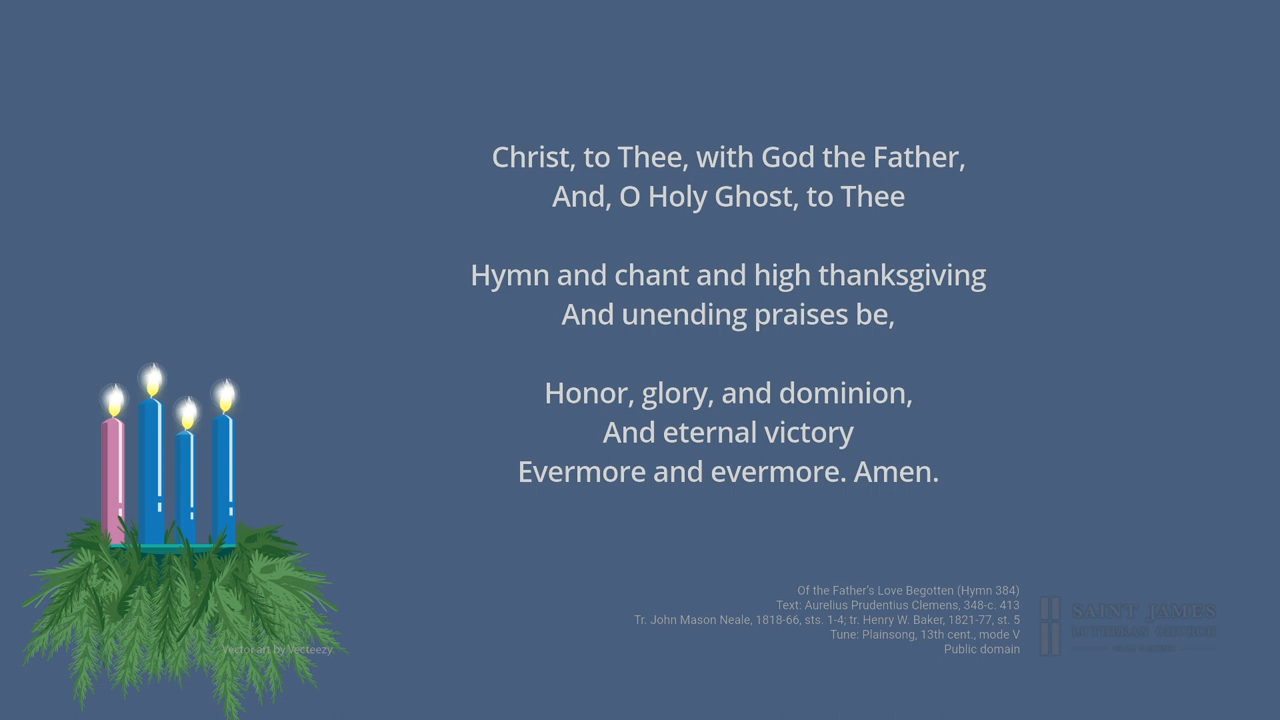 Christ, to Thee, with God the Father,
And, O Holy Ghost, to Thee
Hymn and chant and high thanksgiving
And unending praises be,
Honor, glory, and dominion,
And eternal victory
Evermore and evermore. Amen.
Of the Father's Love Begotten (Hymn 384)
Text: Aurelius Prudentius Clemens, 348-c. 413
Tr. John Mason Neale, 1818-66, sts. 1-4; tr. Henry W. Baker, 1821-77, st. 5
Tune: Plainsong, 13th cent., mode V
Public domain
SAINT JAMES
LUTHERAN CHURCH
Vector art by Vecteezy.